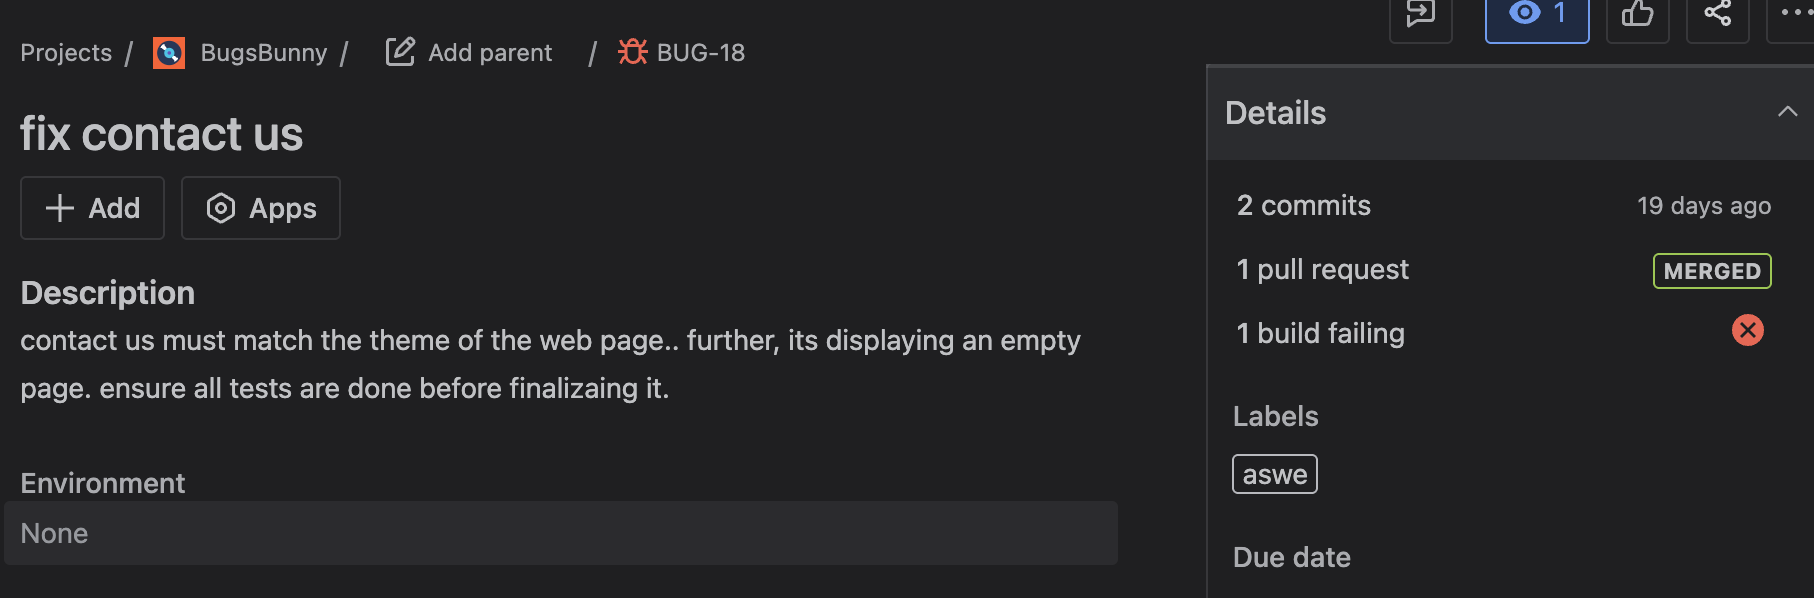 Projects / BugsBunny / Add parent / BUG-18
1
fix contact us
Add Apps
Description
contact us must match the theme of the web page.. further, its displaying an empty
page. ensure all tests are done before finalizaing it.
Environment
None
Details
2 commits 19 days ago
1 pull request MERGED
1 build failing
Labels
aswe
Due date